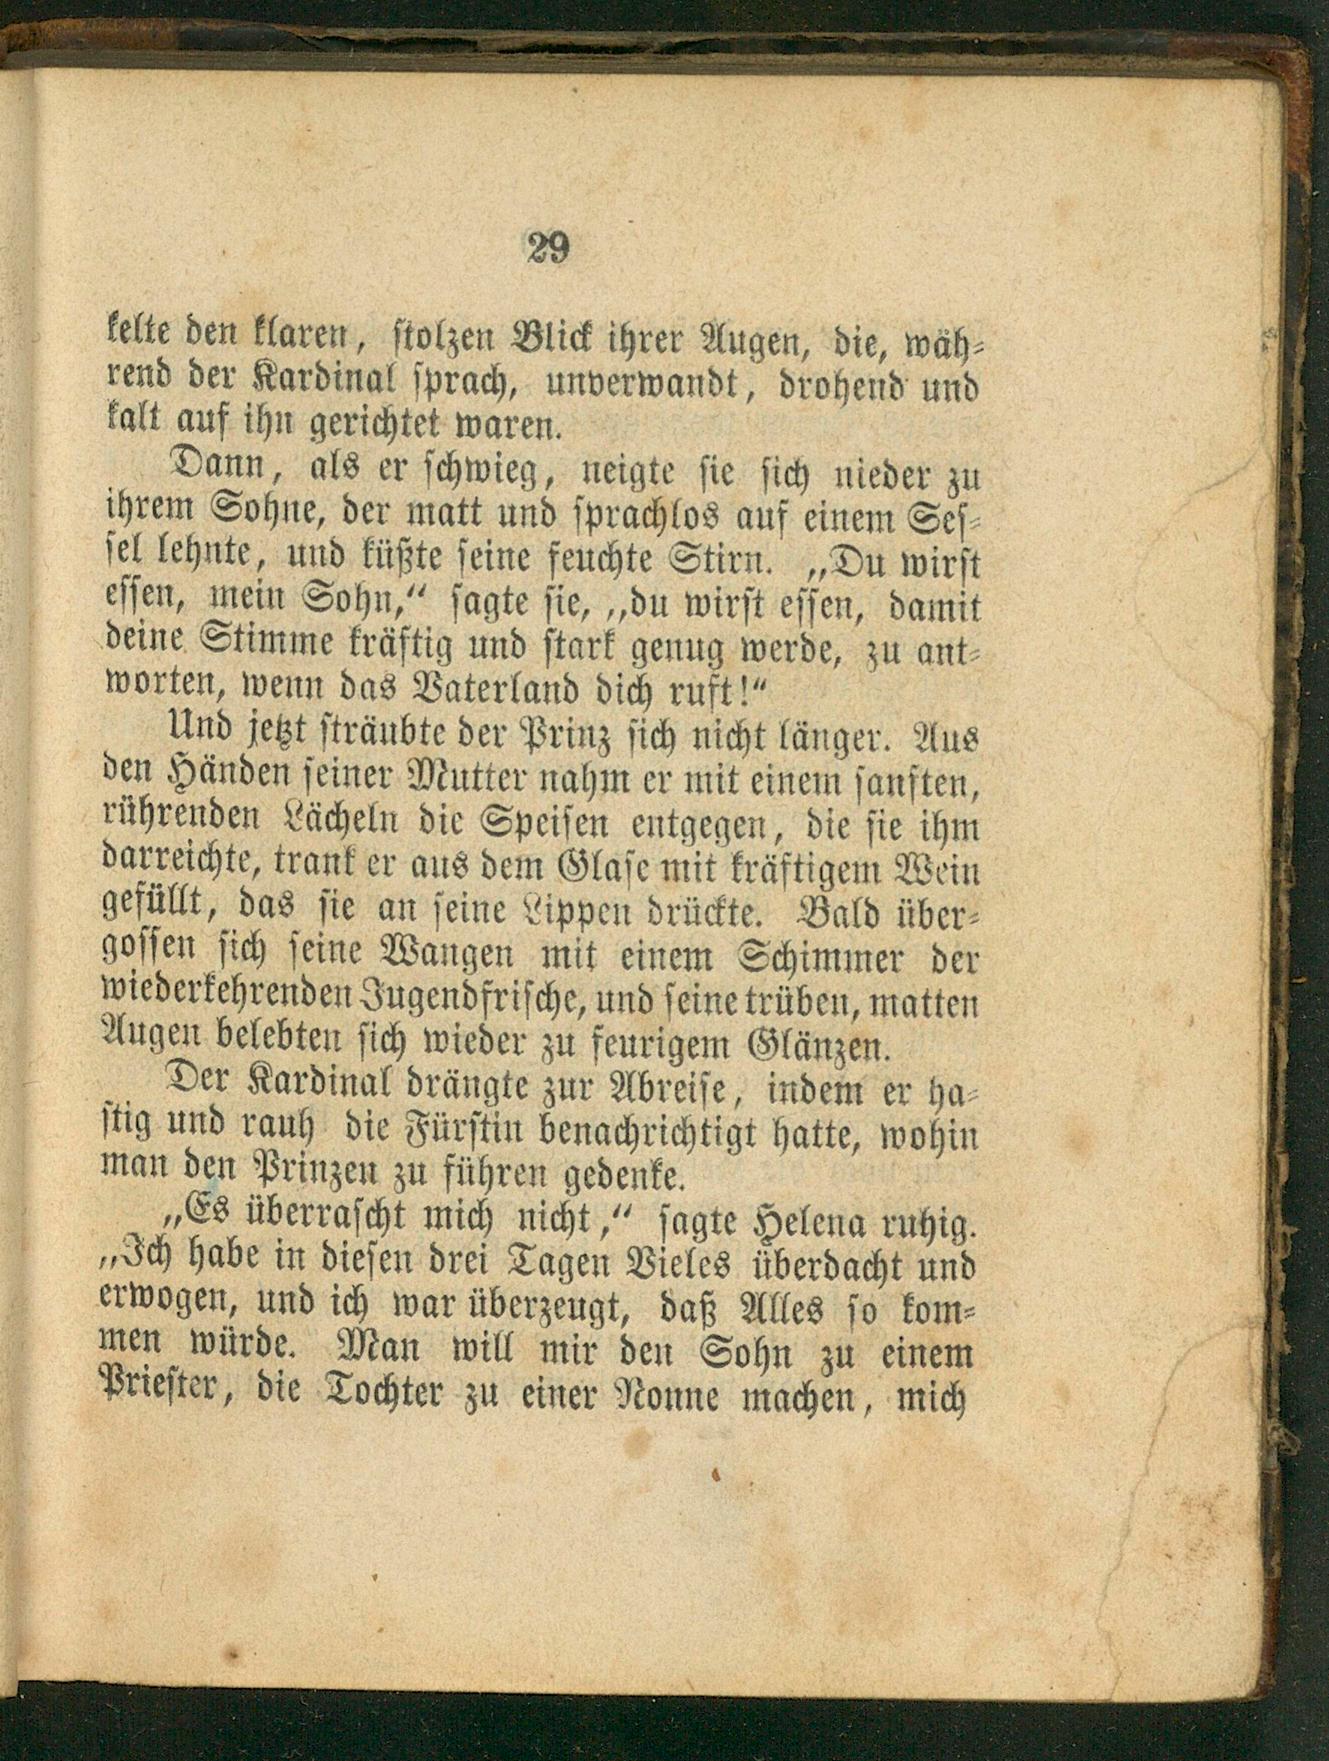 29
kelte den klaren, stolzen Blick ihrer Augen, die, wäh-
rend der Kardinal sprach, unverwandt, drohend und
kalt auf ihn gerichtet waren.
Dann, als er schwieg, neigte sie sich nieder zu
ihrem Sohne, der matt und sprachlos auf einem Ses-
sel lehnte, und küßte seine feuchte Stirn. „Du wirst
essen, mein Sohn,“ sagte sie, „du wirst essen, damit
deine Stimme kräftig und stark genug werde, zu ant-
worten, wenn das Vaterland dich ruft!“
Und jetzt sträubte der Prinz sich nicht länger. Aus
den Händen seiner Mutter nahm er mit einem sanften,
rührenden Lächeln die Speisen entgegen, die sie ihm
darreichte, trank er aus dem Glase mit kräftigem Wein
gefüllt, das sie an seine Lippen drückte. Bald über-
gossen sich seine Wangen mit einem Schimmer der
wiederkehrenden Jugendfrische, und seine trüben, matten
Augen belebten sich wieder zu feurigem Glänzen.
Der Kardinal drängte zur Abreise, indem er ha-
stig und rauh die Fürstin benachrichtigt hatte, wohin
man den Prinzen zu führen gedenke.
„Es überrascht mich nicht,“ sagte Helena ruhig.
„Ich habe in diesen drei Tagen Vieles überdacht und
erwogen, und ich war überzeugt, daß Alles so kom-
men würde. Man will mir den Sohn zu einem
Priester, die Tochter zu einer Nonne machen, mich